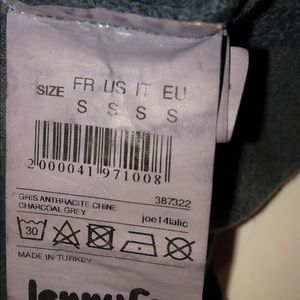 SIZE FR US IT EU
S S S S
2 000041 971008
GRIS ANTHRACITE CHINE 387322
CHARCOAL GREY joe14lalic
30
MADE IN TURKEY